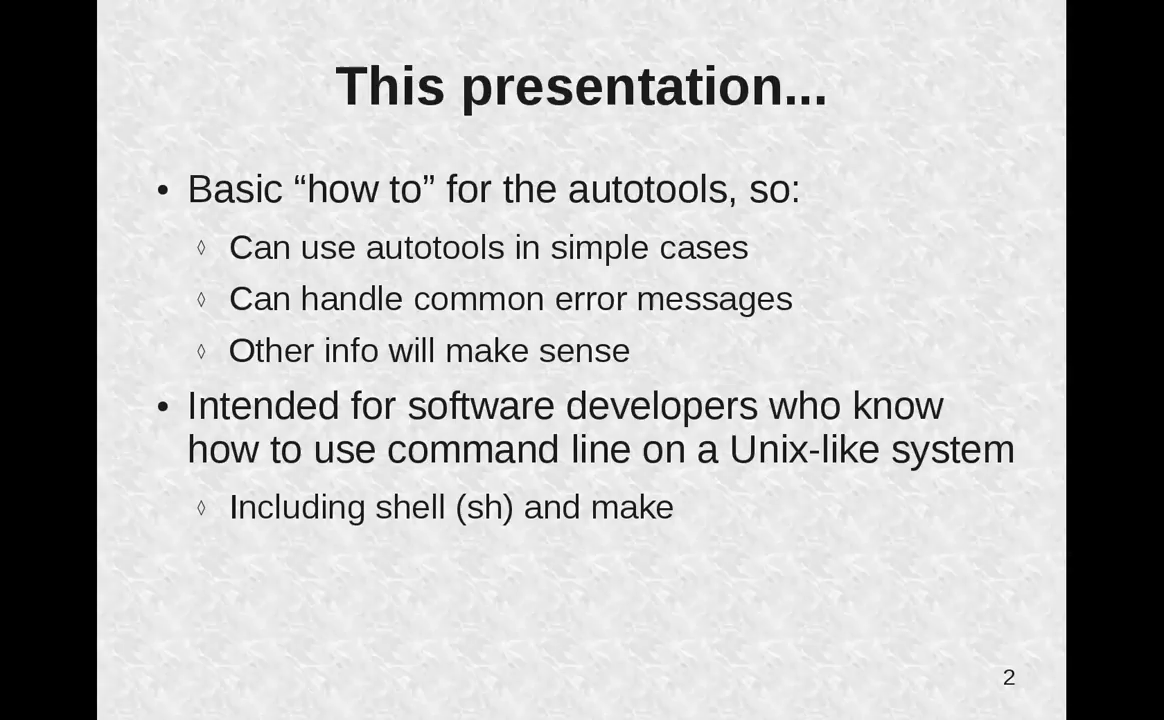 This presentation...
• Basic “how to” for the autotools, so:
◊ Can use autotools in simple cases
◊ Can handle common error messages
◊ Other info will make sense
• Intended for software developers who know
how to use command line on a Unix-like system
◊ Including shell (sh) and make
2